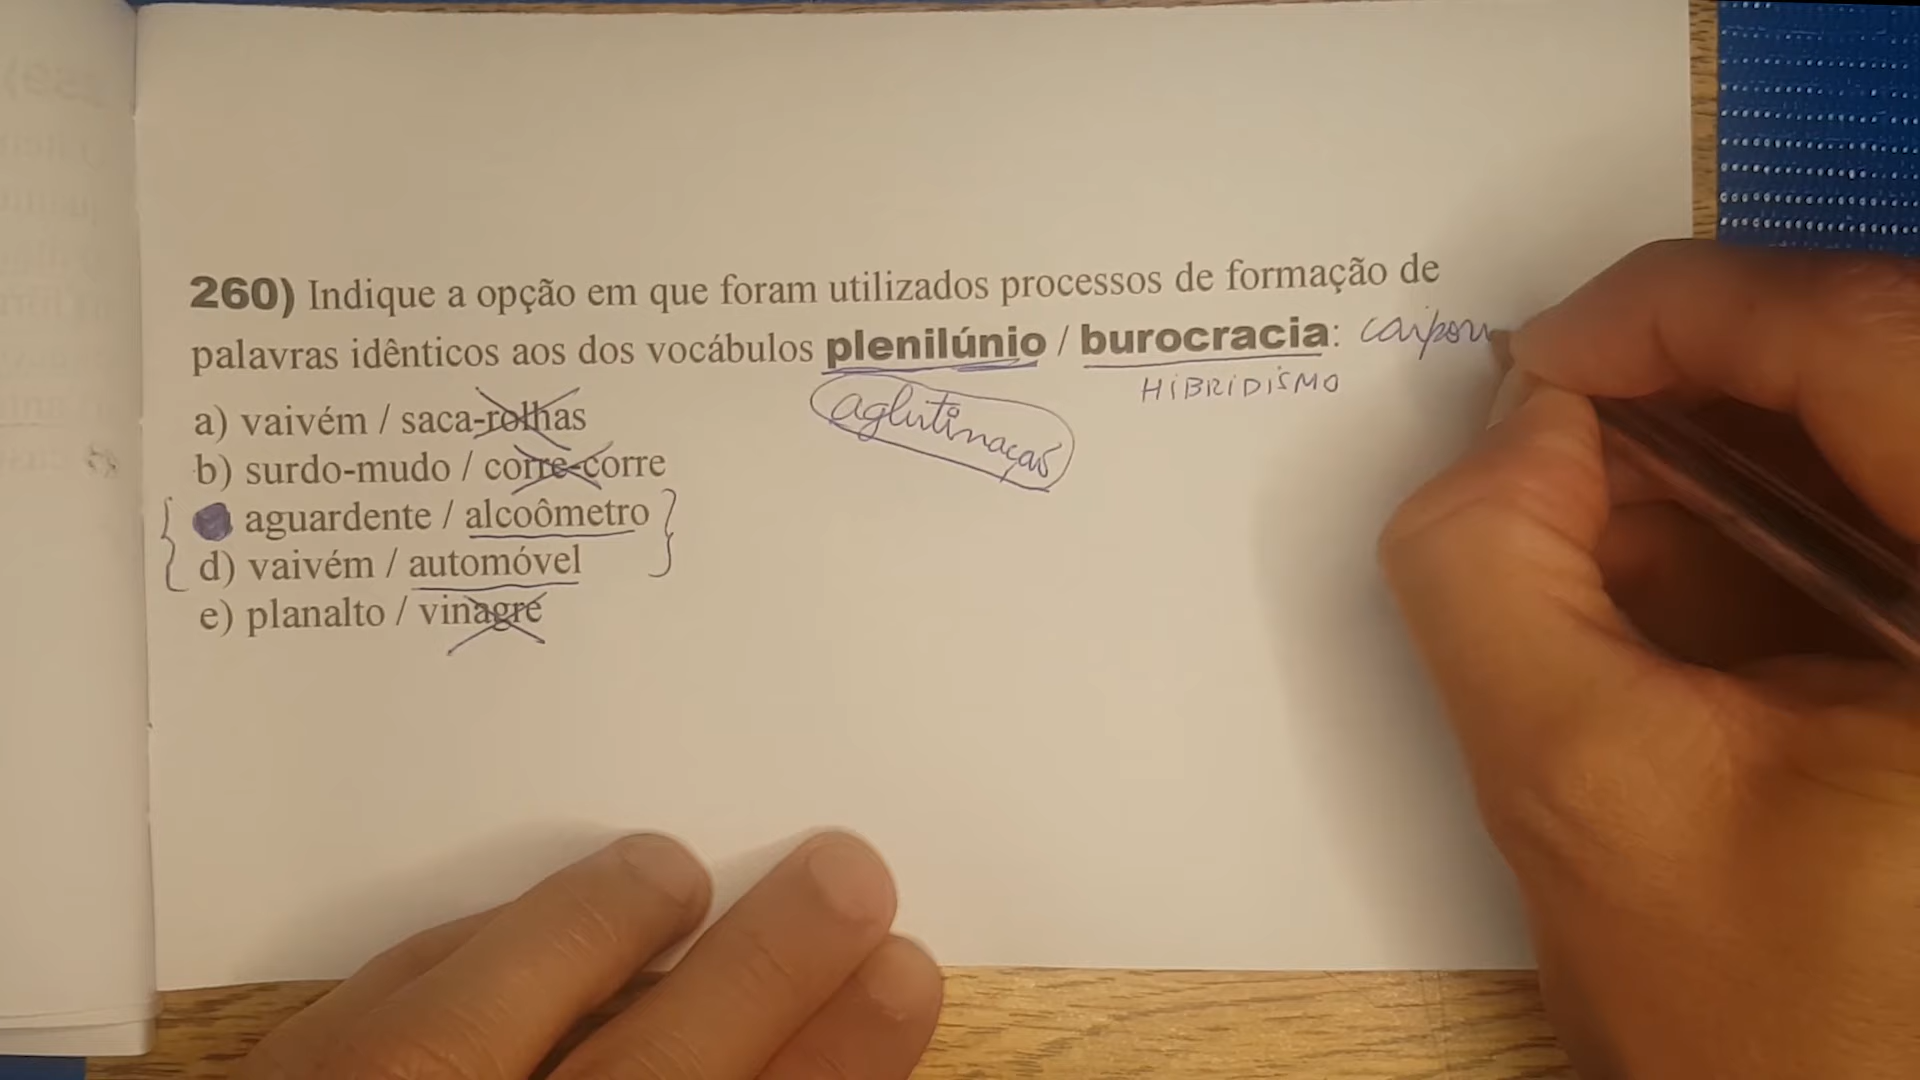 260) Indique a opção em que foram utilizados processos de formação de
palavras idênticos aos dos vocábulos plenilúnio / burocracia:
aglutinação
HIBRIDISMO
a) vaivém / saca-rolhas
b) surdo-mudo / corre-corre
aguardente / alcoômetro
d) vaivém / automóvel
e) planalto / vinagre